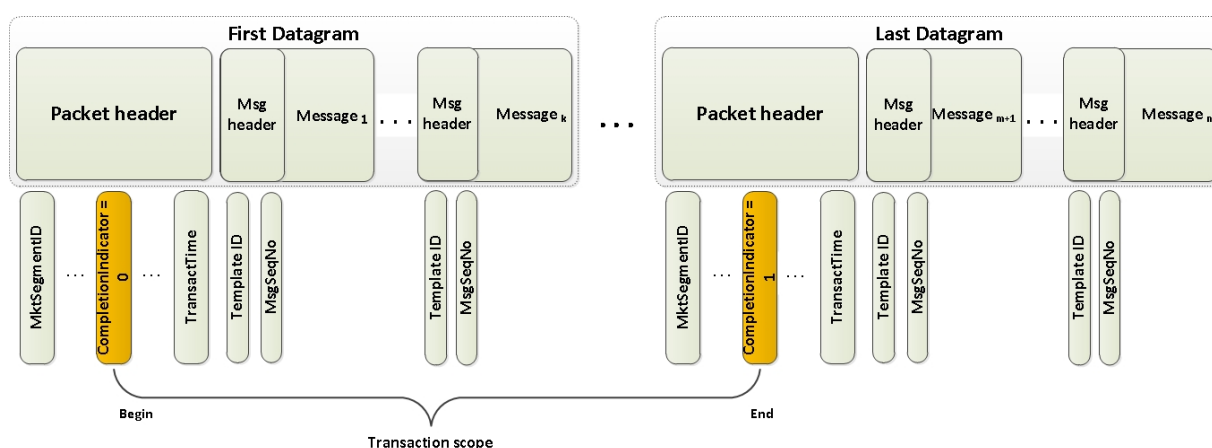 First Datagram
Last Datagram
Packet header
Msg header
Message 1
...
Msg header
Message k
...
Packet header
Msg header
Message m+1
...
Msg header
Message n
MktSegmentID
...
CompletionIndicator = 0
...
TransactTime
Template ID
MsgSeqNo
Template ID
MsgSeqNo
MktSegmentID
...
CompletionIndicator = 1
...
TransactTime
Template ID
MsgSeqNo
Template ID
MsgSeqNo
Begin
End
Transaction scope